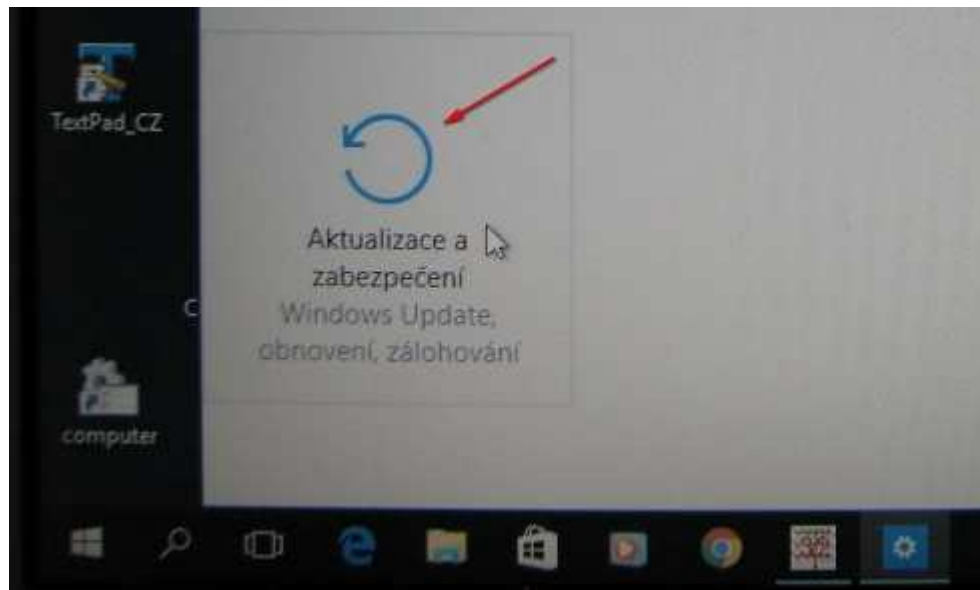 TextPad_CZ
Aktualizace a
zabezpečení
Windows Update,
obnovení, zálohování
C
computer